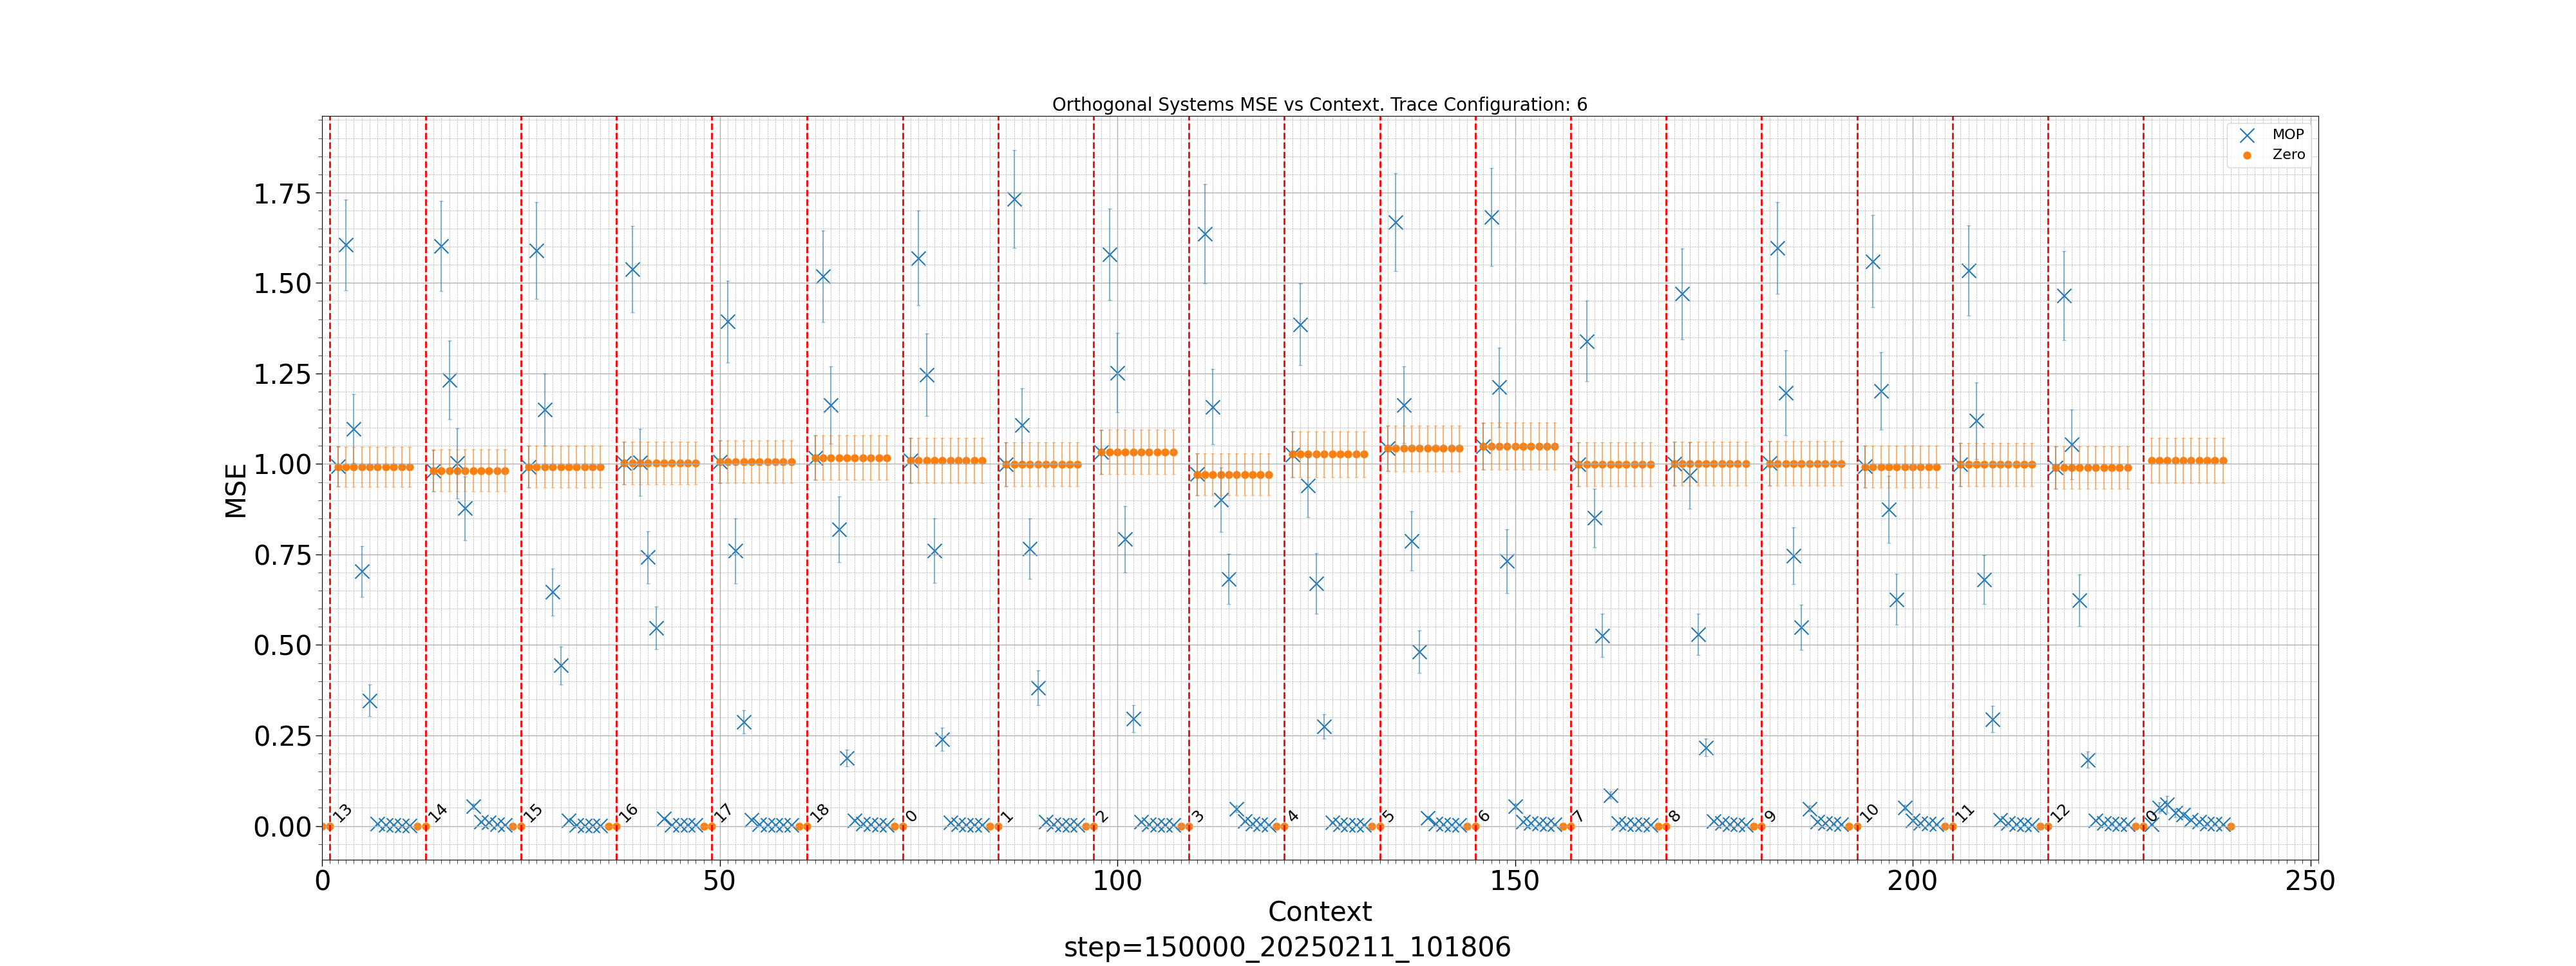 Orthogonal Systems MSE vs Context. Trace Configuration: 6
MOP
Zero
1.75
1.50
1.25
1.00
0.75
0.50
0.25
0.00
MSE
13 14 15 16 17 18 0 1 2 3 4 5 6 7 8 9 10 11 12 0
0 50 100 150 200 250
Context
step=150000_20250211_101806